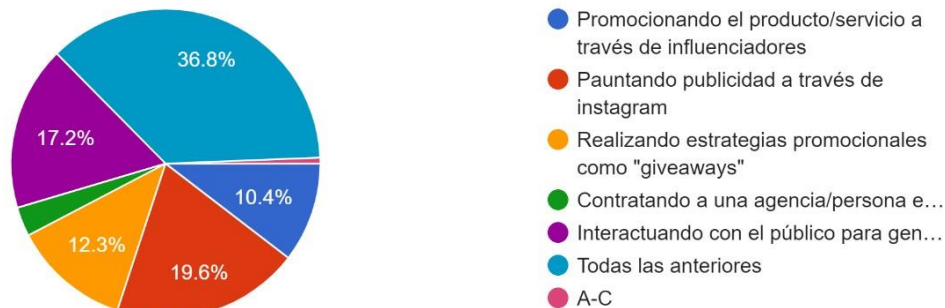 36.8%
17.2%
12.3%
19.6%
10.4%
Promocionando el producto/servicio a
través de influenciadores
Pauntando publicidad a través de
instagram
Realizando estrategias promocionales
como "giveaways"
Contratando a una agencia/persona e…
Interactuando con el público para gen…
Todas las anteriores
A-C